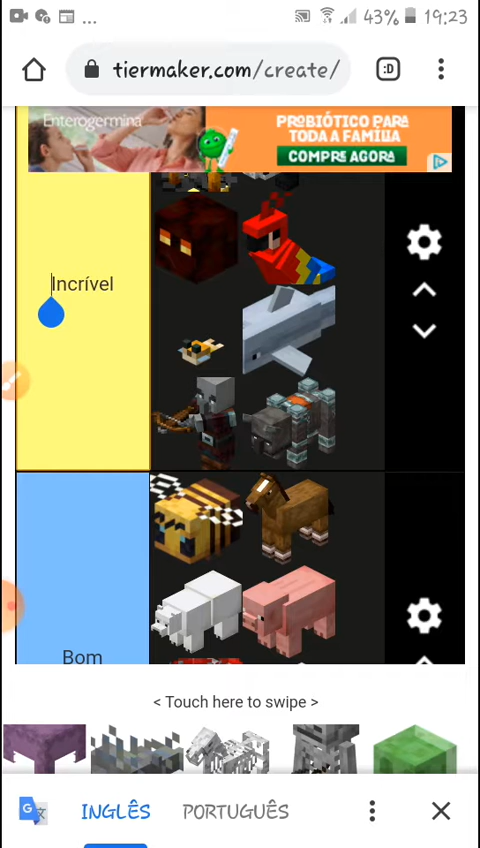 43% 19:23
:D
tiermaker.com/create/
Enterogermina
PROBIÓTICO PARA
TODA A FAMÍLIA
COMPRE AGORA
Incrível
Bom
< Touch here to swipe >
G
INGLÊS PORTUGUÊS